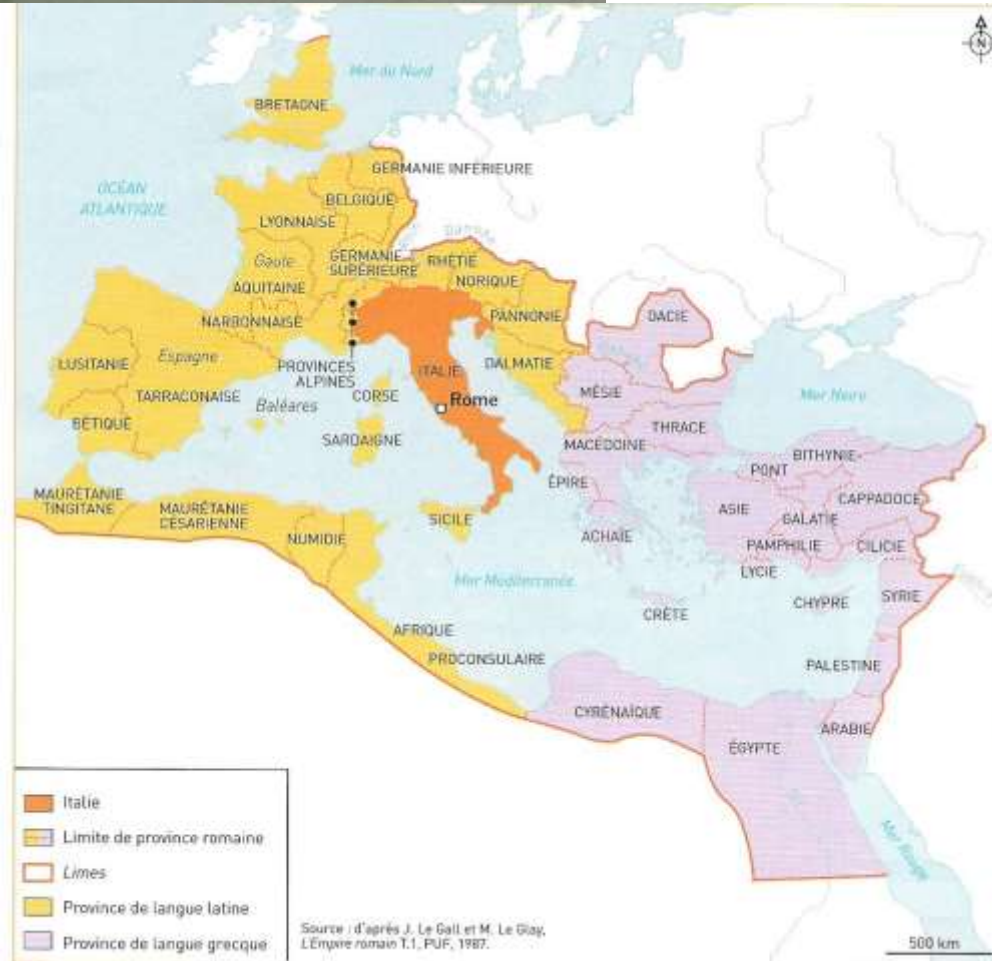 N
Mer du Nord
BRETAGNE
OCÉAN
ATLANTIQUE
GERMANIE INFÉRIEURE
BELGIQUE
LYONNAISE
Gaule
GERMANIE
SUPÉRIEURE
RHÉTIE
NORIQUE
AQUITAINE
PANNONIE
NARBONNAISE
DACIE
LUSITANIE
Espagne
PROVINCES
ALPINES
ITALIE
DALMATIE
TARRACONAISE
Baléares
CORSE
Rome
MÉSIE
Mer Noire
BÉTIQUE
SARDAIGNE
THRACE
MACÉDOINE
BITHYNIE-
PONT
ÉPIRE
CAPPADOCE
MAURÉTANIE
TINGITANE
MAURÉTANIE
CÉSARIENNE
NUMIDIE
SICILE
ASIE
GALATIE
ACHAÏE
PAMPHILIE
CILICIE
LYCIE
Mer Méditerranée
CRÈTE
CHYPRE
SYRIE
AFRIQUE
PROCONSULAIRE
PALESTINE
CYRÉNAÏQUE
ÉGYPTE
ARABIE
Mer Rouge
Italie
Limite de province romaine
Limes
Province de langue latine
Province de langue grecque
Source : d'après J. Le Gall et M. Le Glay,
L'Empire romain T.1, PUF, 1987.
500 km